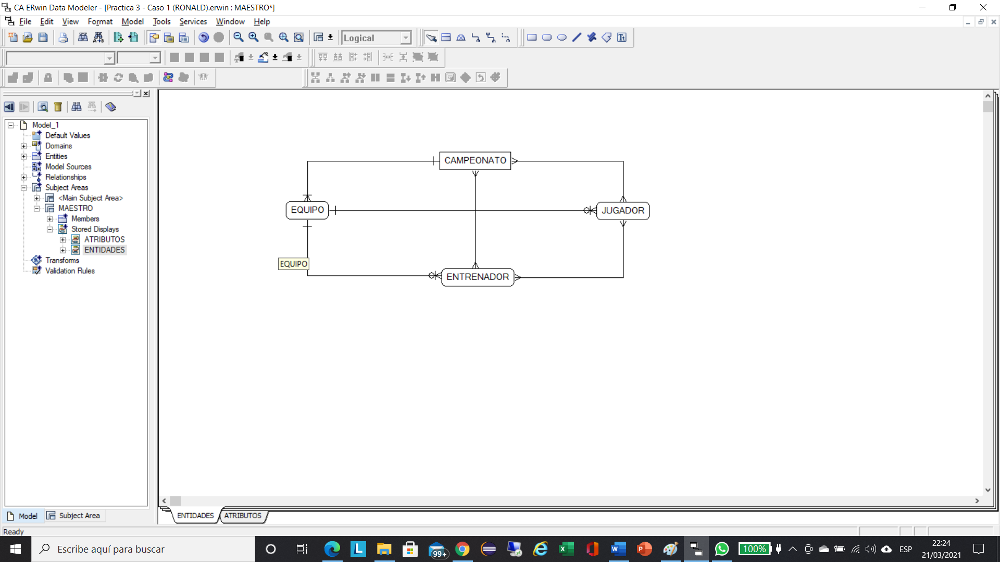 CA ERwin Data Modeler - [Practica 3 - Caso 1 (RONALD).erwin : MAESTRO*]
File Edit View Format Model Tools Services Window Help
Logical
Model_1
Default Values
Domains
Entities
Model Sources
Relationships
Subject Areas
<Main Subject Area>
MAESTRO
Members
Stored Displays
ATRIBUTOS
ENTIDADES
Transforms
Validation Rules
CAMPEONATO
EQUIPO
JUGADOR
EQUIPO
ENTRENADOR
Model Subject Area
ENTIDADES ATRIBUTOS
Ready
Escribe aquí para buscar
99+
100%
ESP
22:24
21/03/2021